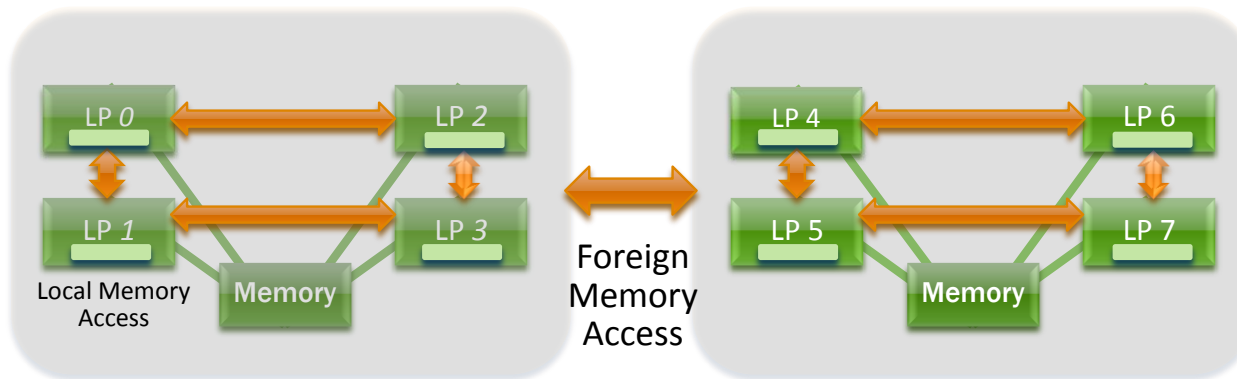 LP 0
LP 2
LP 4
LP 6
LP 1
LP 3
LP 5
LP 7
Local Memory
Access
Memory
Foreign
Memory
Access
Memory